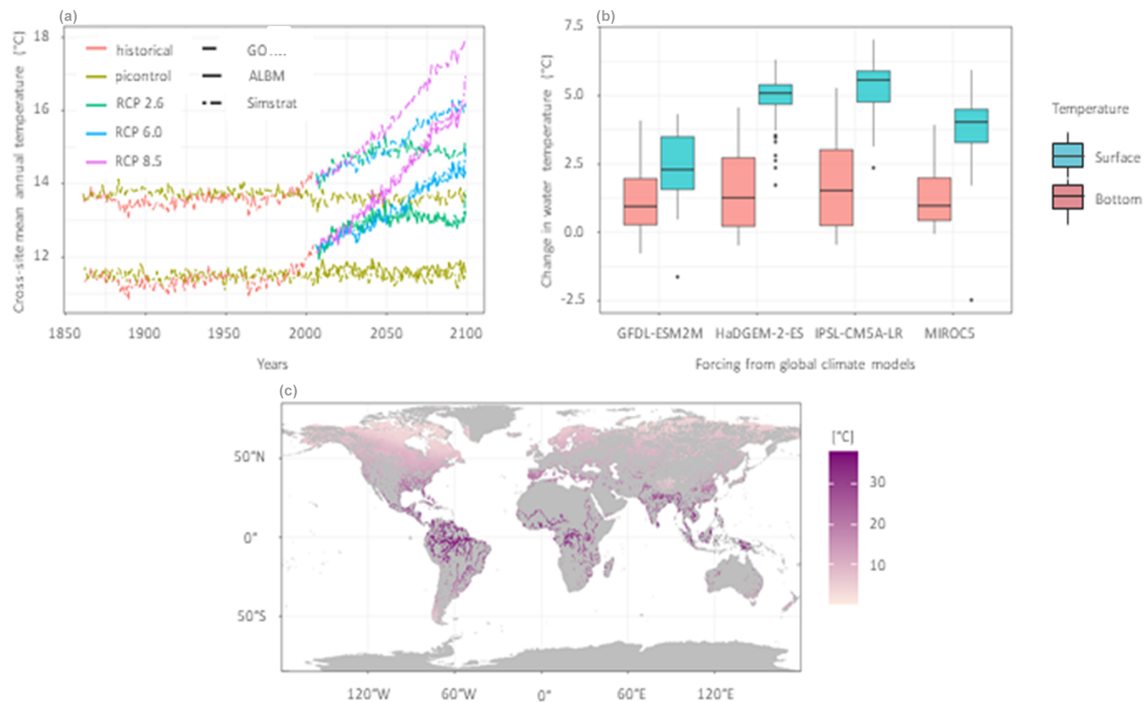 (a)
18
16
14
12
Cross-site mean annual temperature (°C)
historical
picontrol
RCP 2.6
RCP 6.0
RCP 8.5
ALBM
Simstrat
1850
1900
1950
2000
2050
2100
Years
(b)
7.5
5.0
2.5
0.0
-2.5
Change in water temperature (°C)
GFDL-ESM2M
HaDGEM-2-ES
IPSL-CM5A-LR
MIROC5
Forcing from global climate models
Temperature
Surface
Bottom
(c)
50°N
0°
50°S
120°W
60°W
0°
60°E
120°E
[°C]
30
20
10